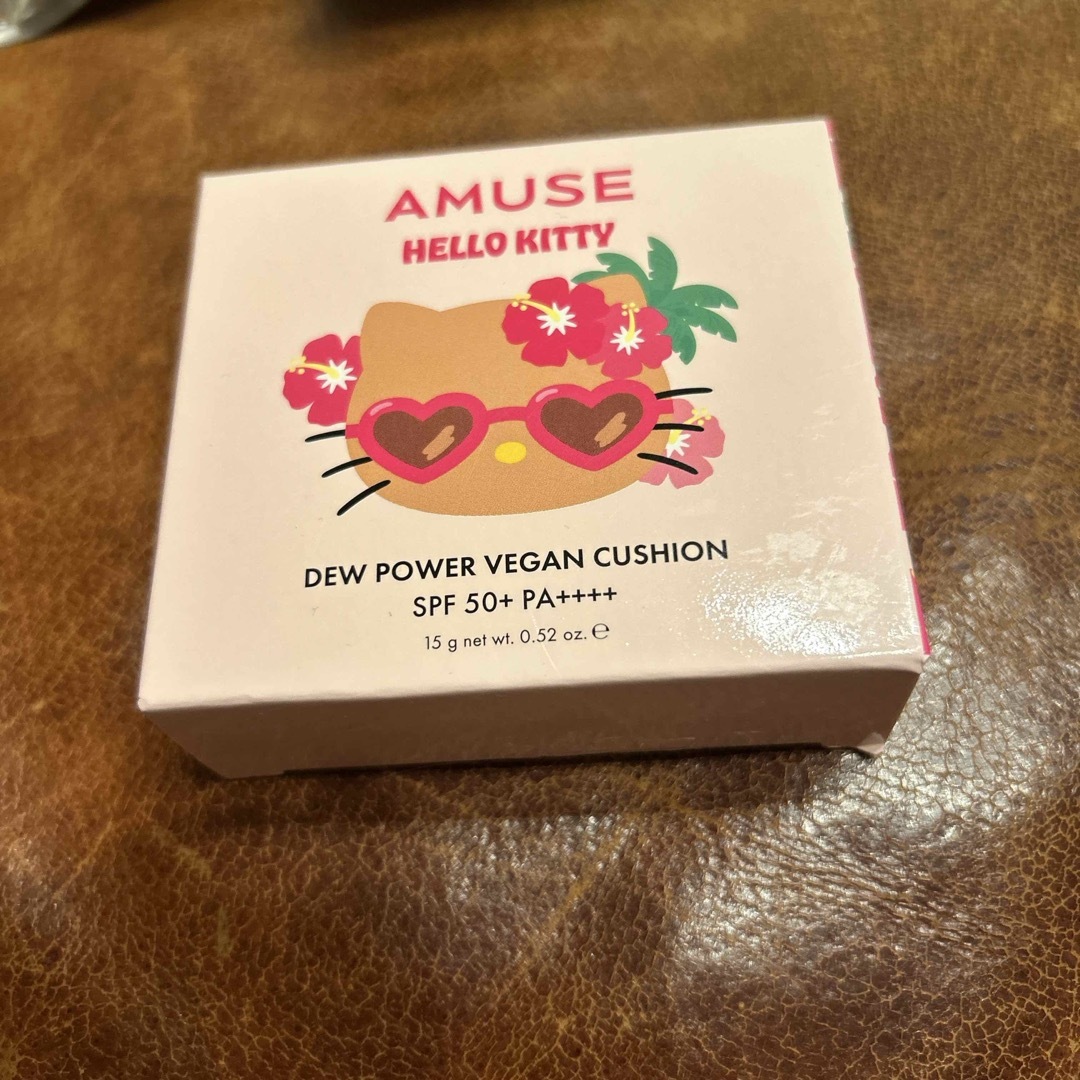 AMUSE
HELLO KITTY
DEW POWER VEGAN CUSHION
SPF 50+ PA++++
15 g net wt. 0.52 oz. ℮